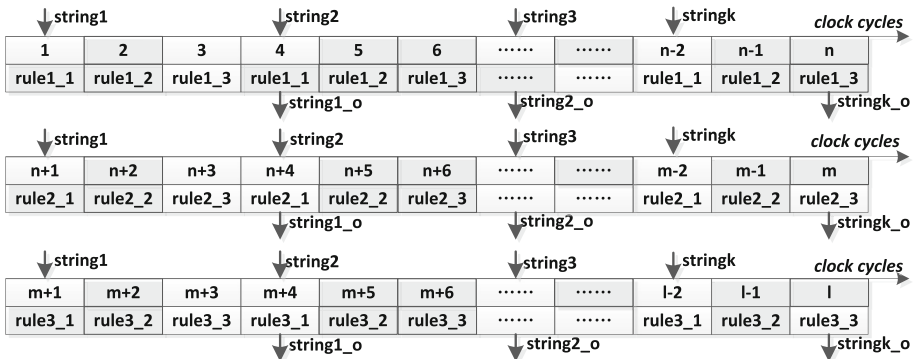 string1 string2 string3 stringk clock cycles
1 2 3 4 5 6 ...... ...... n-2 n-1 n
rule1_1 rule1_2 rule1_3 rule1_1 rule1_2 rule1_3 ...... ...... rule1_1 rule1_2 rule1_3
string1_o string2_o stringk_o
string1 string2 string3 stringk clock cycles
n+1 n+2 n+3 n+4 n+5 n+6 ...... ...... m-2 m-1 m
rule2_1 rule2_2 rule2_3 rule2_1 rule2_2 rule2_3 ...... ...... rule2_1 rule2_2 rule2_3
string1_o string2_o stringk_o
string1 string2 string3 stringk clock cycles
m+1 m+2 m+3 m+4 m+5 m+6 ...... ...... l-2 l-1 l
rule3_1 rule3_2 rule3_3 rule3_1 rule3_2 rule3_3 ...... ...... rule3_1 rule3_2 rule3_3
string1_o string2_o stringk_o